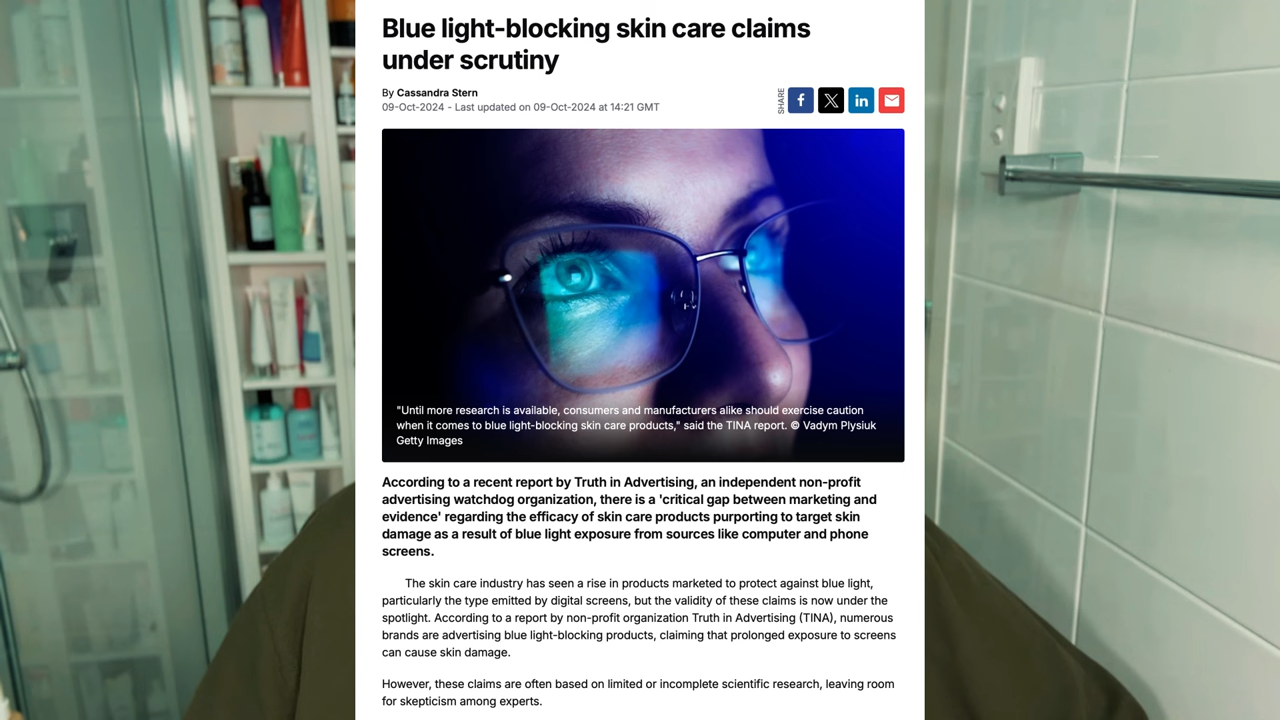 Blue light-blocking skin care claims
under scrutiny
By Cassandra Stern
09-Oct-2024 - Last updated on 09-Oct-2024 at 14:21 GMT
SHARE
"Until more research is available, consumers and manufacturers alike should exercise caution
when it comes to blue light-blocking skin care products," said the TINA report. © Vadym Plysiuk
Getty Images
According to a recent report by Truth in Advertising, an independent non-profit
advertising watchdog organization, there is a 'critical gap between marketing and
evidence' regarding the efficacy of skin care products purporting to target skin
damage as a result of blue light exposure from sources like computer and phone
screens.
The skin care industry has seen a rise in products marketed to protect against blue light,
particularly the type emitted by digital screens, but the validity of these claims is now under the
spotlight. According to a report by non-profit organization Truth in Advertising (TINA), numerous
brands are advertising blue light-blocking products, claiming that prolonged exposure to screens
can cause skin damage.
However, these claims are often based on limited or incomplete scientific research, leaving room
for skepticism among experts.